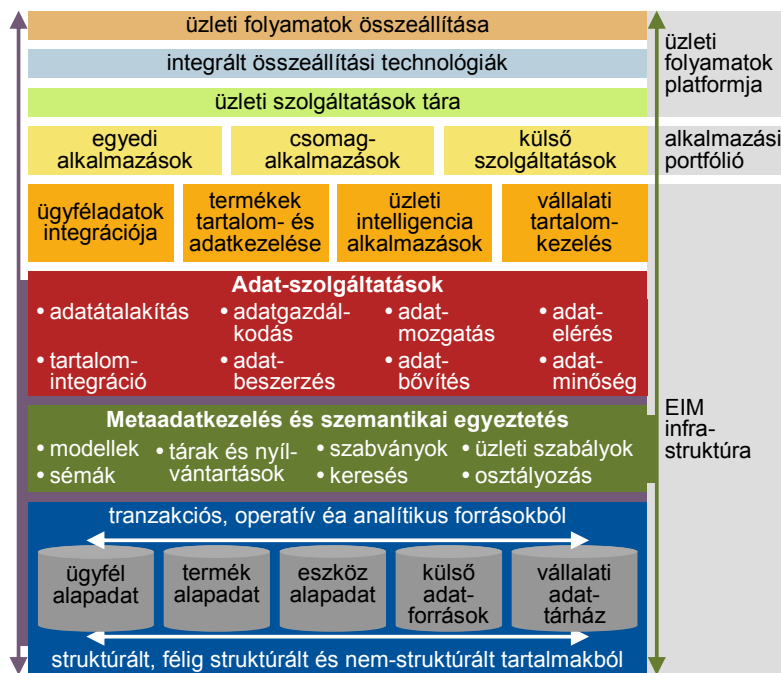 üzleti folyamatok összeállítása
integrált összeállítási technológiák
üzleti szolgáltatások tára
üzleti
folyamatok
platformja
egyedi
alkalmazások
csomag-
alkalmazások
külső
szolgáltatások
alkalmazási
portfólió
ügyféladatok
integrációja
termékek
tartalom- és
adatkezelése
üzleti
intelligencia
alkalmazások
vállalati
tartalom-
kezelés
Adat-szolgáltatások
• adatátalakítás
• adatgazdál-
kodás
• adat-
mozgatás
• adat-
elérés
• tartalom-
integráció
• adat-
beszerzés
• adat-
bővítés
• adat-
minőség
EIM
infra-
struktúra
Metaadatkezelés és szemantikai egyeztetés
• modellek
• sémák
• tárak és nyíl-
vántartások
• szabványok
• keresés
• üzleti szabályok
• osztályozás
tranzakciós, operatív éa analítikus forrásokból
ügyfél
alapadat
termék
alapadat
eszköz
alapadat
külső
adat-
források
vállalati
adat-
tárház
struktúrált, félig struktúrált és nem-struktúrált tartalmakból